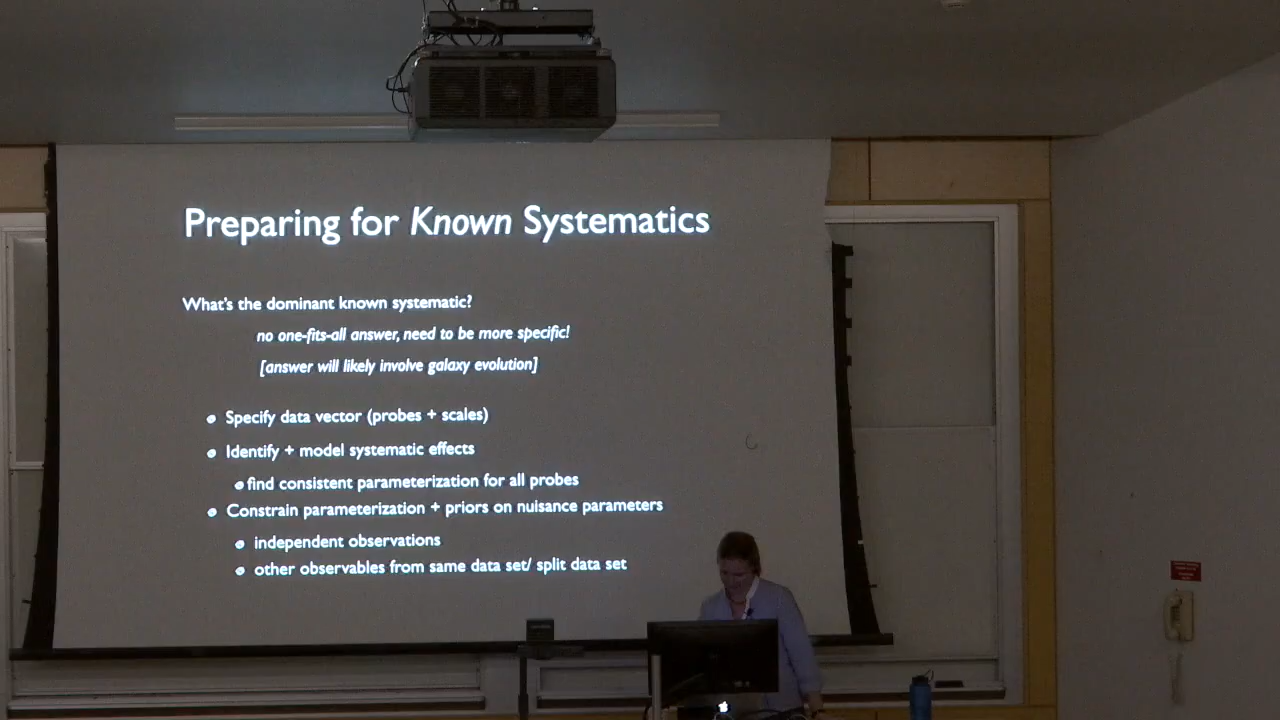 Preparing for Known Systematics
What's the dominant known systematic?
no one-fits-all answer, need to be more specific!
[answer will likely involve galaxy evolution]
Specify data vector (probes + scales)
Identify + model systematic effects
find consistent parameterization for all probes
Constrain parameterization + priors on nuisance parameters
independent observations
other observables from same data set/ split data set